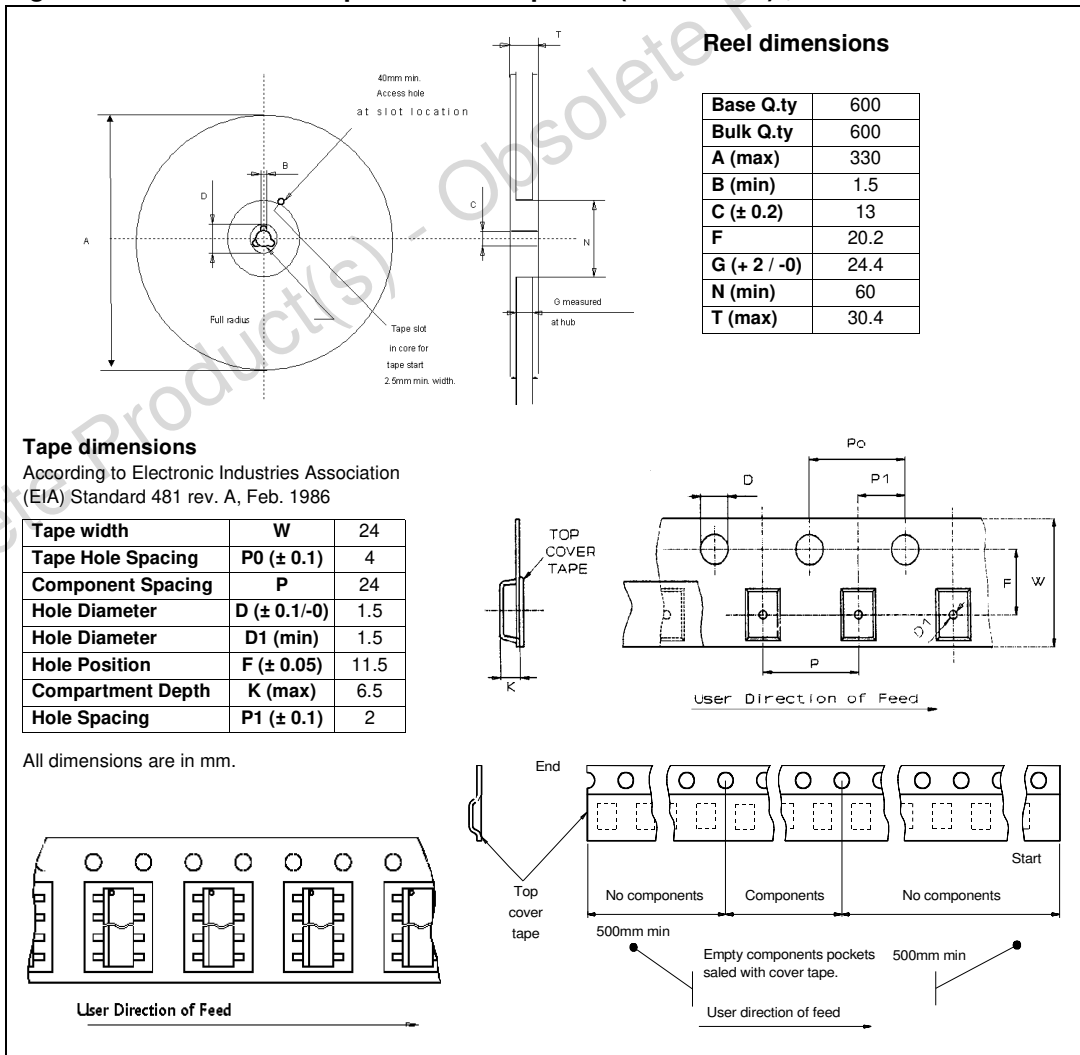 Reel dimensions
Base Q.ty 600
Bulk Q.ty 600
A (max) 330
B (min) 1.5
C (± 0.2) 13
F 20.2
G (+ 2 / -0) 24.4
N (min) 60
T (max) 30.4
T
40mm min.
Access hole
at slot location
B
D
C
A
N
G measured
at hub
Full radius
Tape slot
in core for
tape start
2.5mm min. width.
Product(s) - Obsolete
Tape dimensions
According to Electronic Industries Association
(EIA) Standard 481 rev. A, Feb. 1986
Tape width W 24
Tape Hole Spacing P0 (± 0.1) 4
Component Spacing P 24
Hole Diameter D (± 0.1/-0) 1.5
Hole Diameter D1 (min) 1.5
Hole Position F (± 0.05) 11.5
Compartment Depth K (max) 6.5
Hole Spacing P1 (± 0.1) 2
All dimensions are in mm.
Po
D
P1
TOP
COVER
TAPE
F
W
D1
K
P
User Direction of Feed
End
Start
Top
cover
tape
No components
Components
No components
500mm min
Empty components pockets
saled with cover tape.
500mm min
User direction of feed
User Direction of Feed